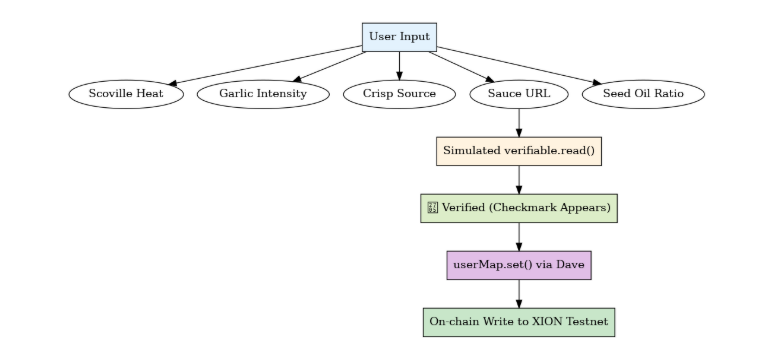 User Input
Scoville Heat
Garlic Intensity
Crisp Source
Sauce URL
Seed Oil Ratio
Simulated verifiable.read()
Verified (Checkmark Appears)
userMap.set() via Dave
On-chain Write to XION Testnet